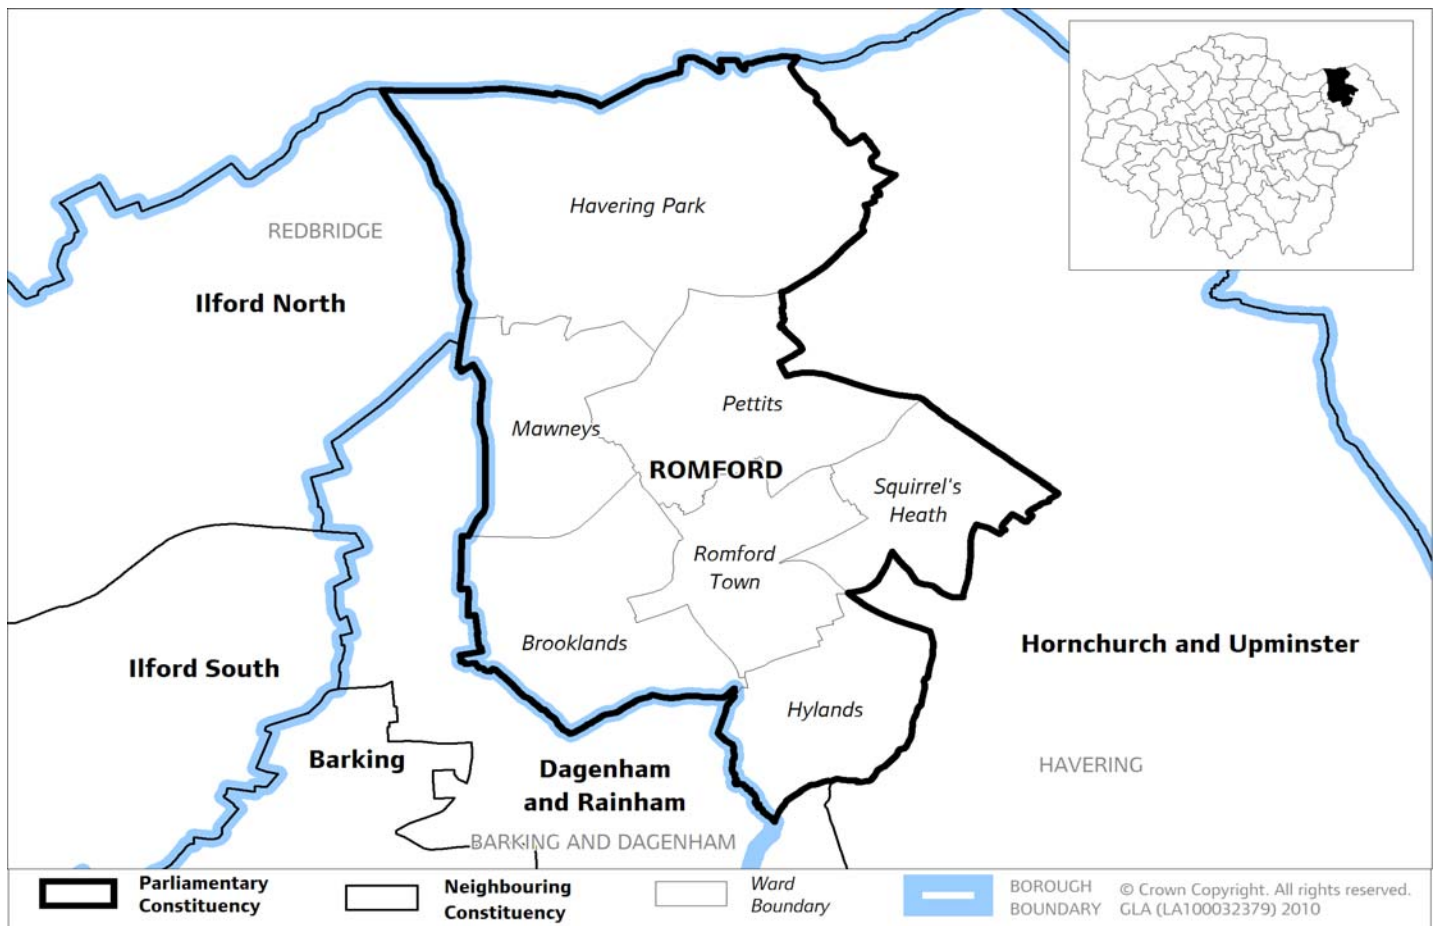 Havering Park
REDBRIDGE
Ilford North
Pettits
Mawneys
ROMFORD
Squirrel's
Heath
Romford
Town
Brooklands
Hornchurch and Upminster
Ilford South
Hylands
Barking
Dagenham
and Rainham
HAVERING
BARKING AND DAGENHAM
Parliamentary
Constituency
Neighbouring
Constituency
Ward
Boundary
BOROUGH
BOUNDARY
© Crown Copyright. All rights reserved.
GLA (LA100032379) 2010